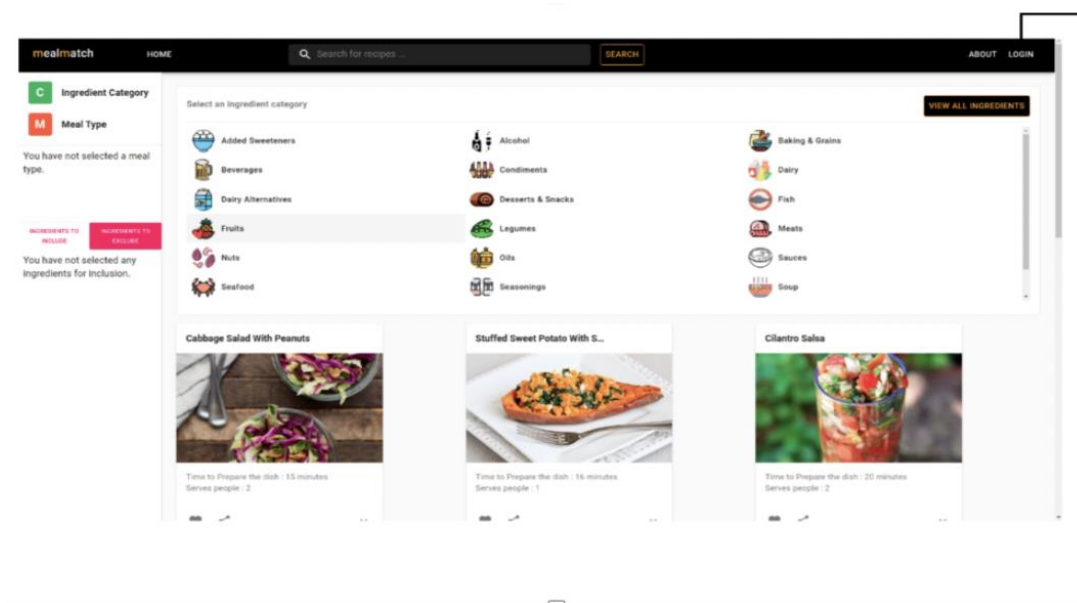 mealmatch HOME Search for recipes ... SEARCH ABOUT LOGIN
C Ingredient Category
M Meal Type
You have not selected a meal
type.
INGREDIENTS TO
INCLUDE
INGREDIENTS TO
EXCLUDE
You have not selected any
ingredients for inclusion.
Select an ingredient category
VIEW ALL INGREDIENTS
Added Sweeteners Alcohol Baking & Grains
Beverages Condiments Dairy
Dairy Alternatives Desserts & Snacks Fish
Fruits Legumes Meats
Nuts Oils Sauces
Seafood Seasonings Soup
Cabbage Salad With Peanuts
Time to Prepare the dish : 15 minutes
Serves people : 2
Stuffed Sweet Potato With S...
Time to Prepare the dish : 16 minutes
Serves people : 1
Cilantro Salsa
Time to Prepare the dish : 20 minutes
Serves people : 2